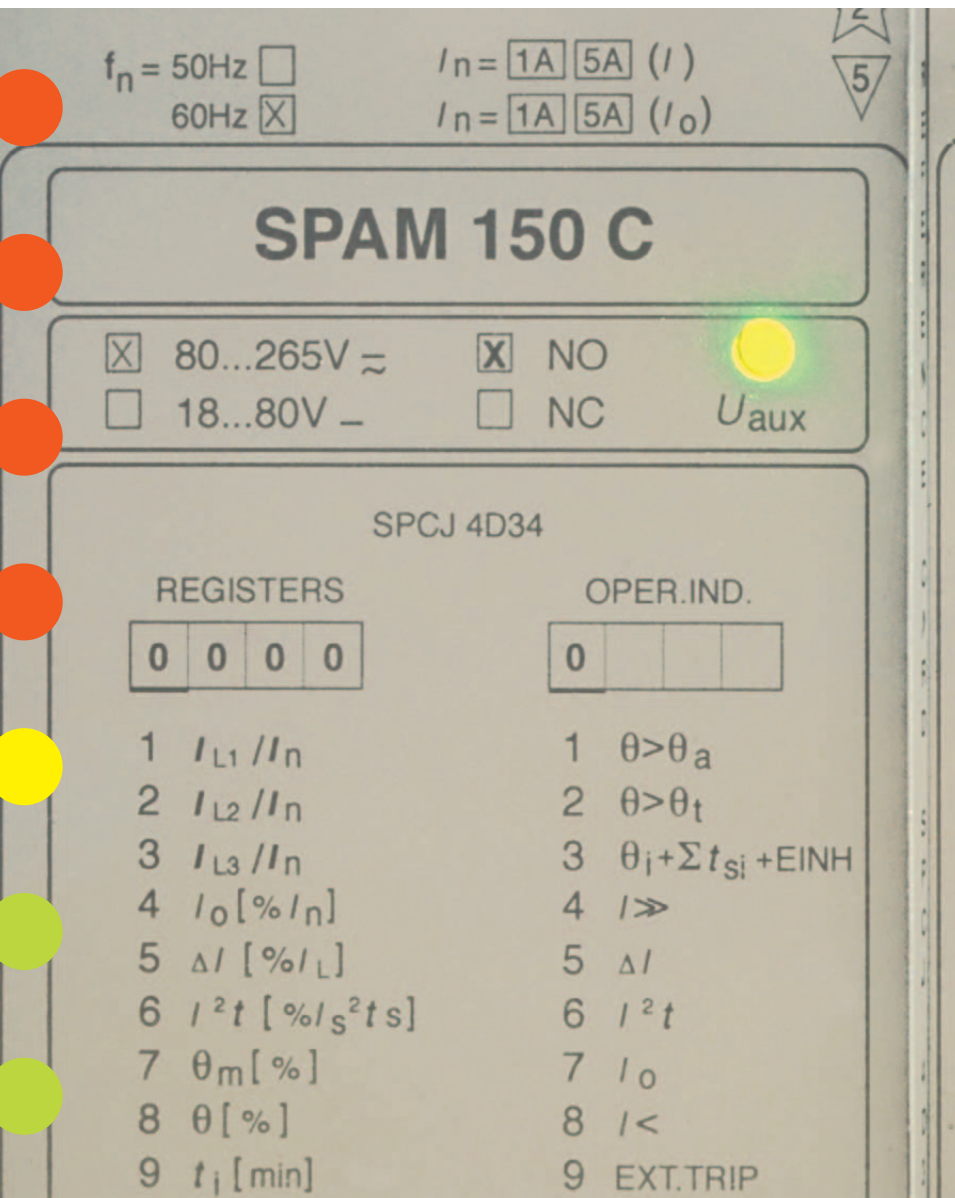 2
fn = 50Hz In = 1A 5A (I)
60Hz X In = 1A 5A (Io)
5
SPAM 150 C
X 80...265V ⎓ X NO
18...80V – NC Uaux
SPCJ 4D34
REGISTERS OPER.IND.
0 0 0 0 0
1 IL1/In 1 θ>θa
2 IL2/In 2 θ>θt
3 IL3/In 3 θi+Σtsi+EINH
4 Io[%In] 4 I>>
5 ΔI [%IL] 5 ΔI
6 I²t [%Is²ts] 6 I²t
7 θm[%] 7 Io
8 θ[%] 8 I<
9 ti[min] 9 EXT.TRIP